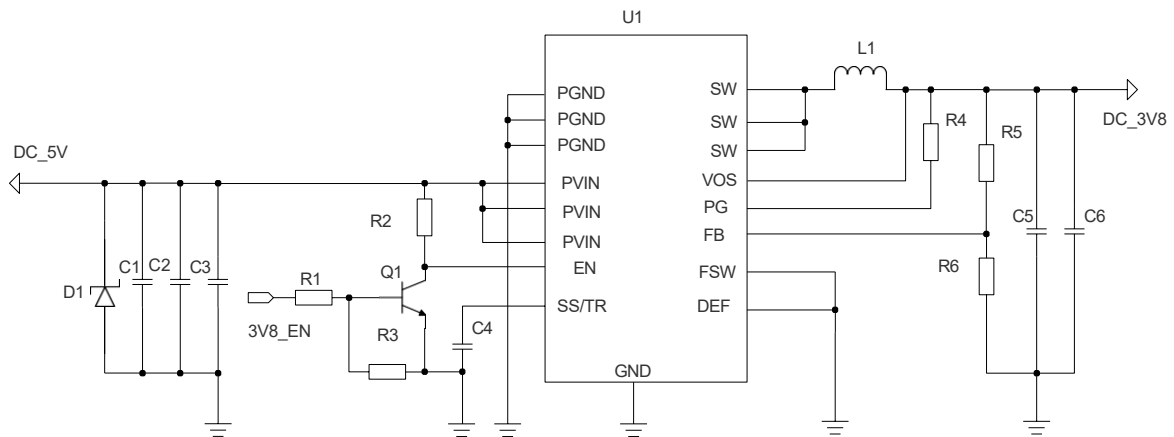 U1
L1
PGND
PGND
PGND
PVIN
PVIN
PVIN
EN
SS/TR
GND
SW
SW
SW
VOS
PG
FB
FSW
DEF
DC_5V
D1
C1
C2
C3
R2
Q1
R1
3V8_EN
R3
C4
R4
R5
R6
C5
C6
DC_3V8